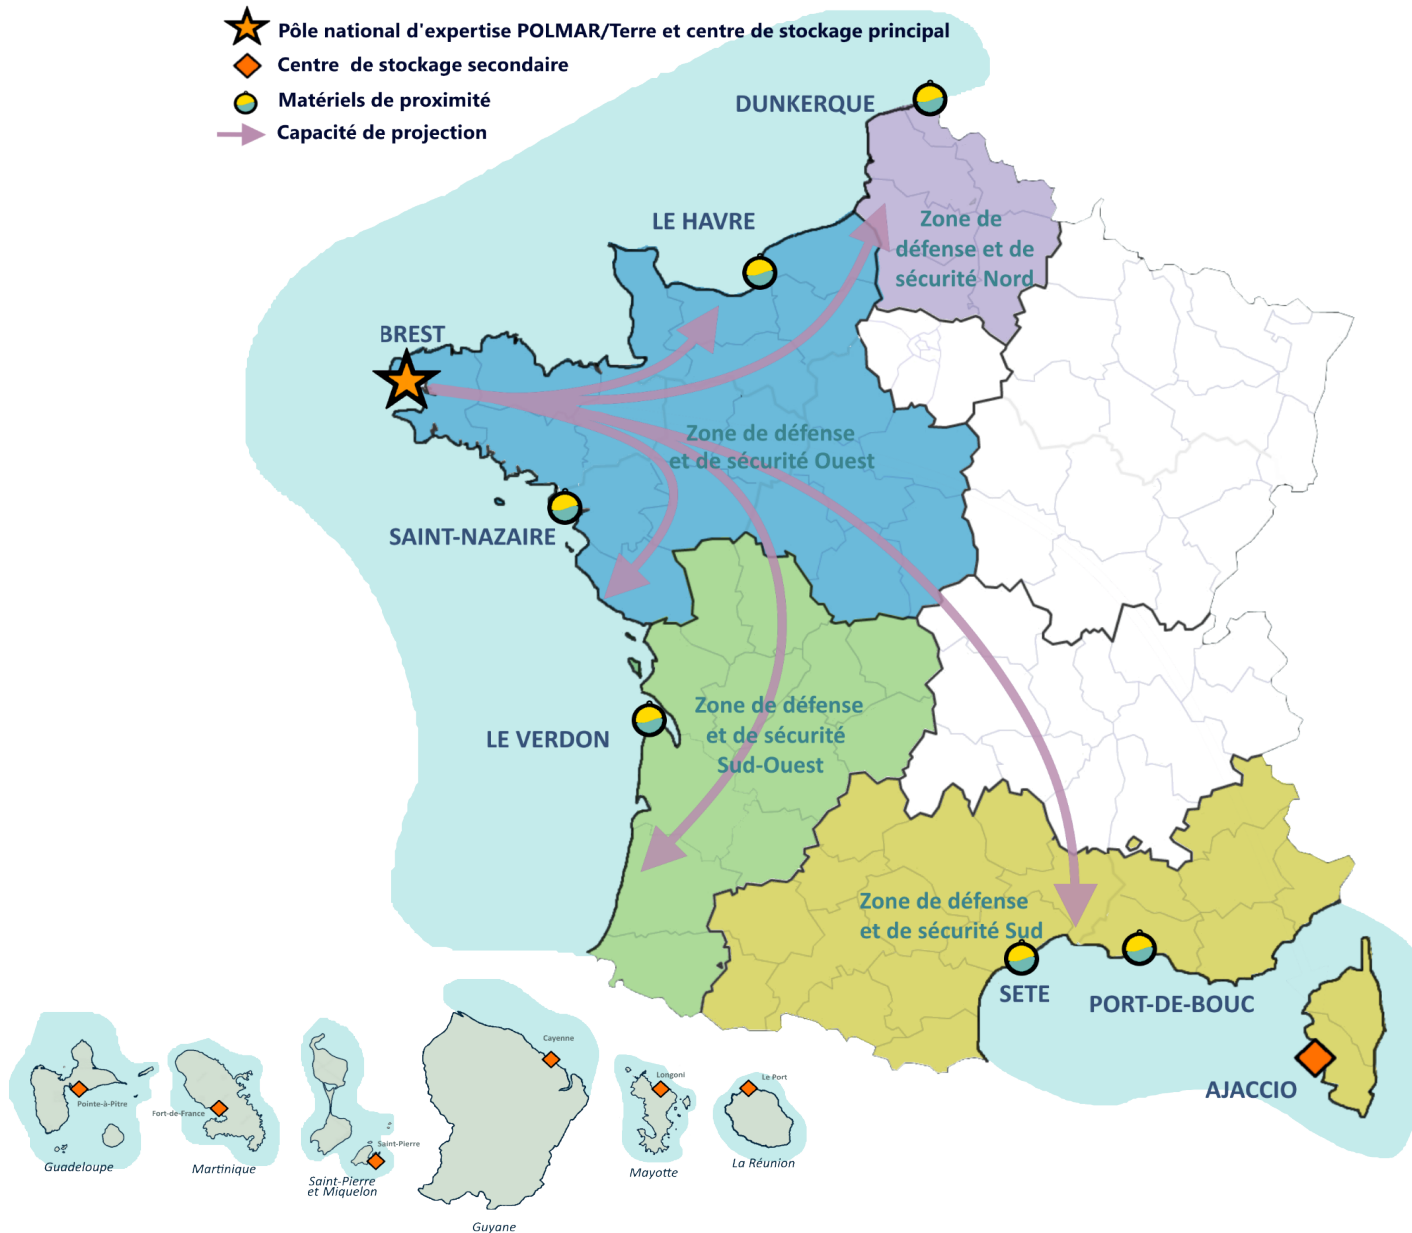 Pôle national d'expertise POLMAR/Terre et centre de stockage principal
Centre de stockage secondaire
Matériels de proximité
Capacité de projection
DUNKERQUE
LE HAVRE
Zone de
défense et de
sécurité Nord
BREST
Zone de défense
et de sécurité Ouest
SAINT-NAZAIRE
LE VERDON
Zone de défense
et de sécurité
Sud-Ouest
Zone de défense
et de sécurité Sud
SETE
PORT-DE-BOUC
AJACCIO
Pointe-à-Pitre
Guadeloupe
Fort-de-France
Martinique
Saint-Pierre
Saint-Pierre
et Miquelon
Cayenne
Guyane
Longoni
Mayotte
Le Port
La Réunion